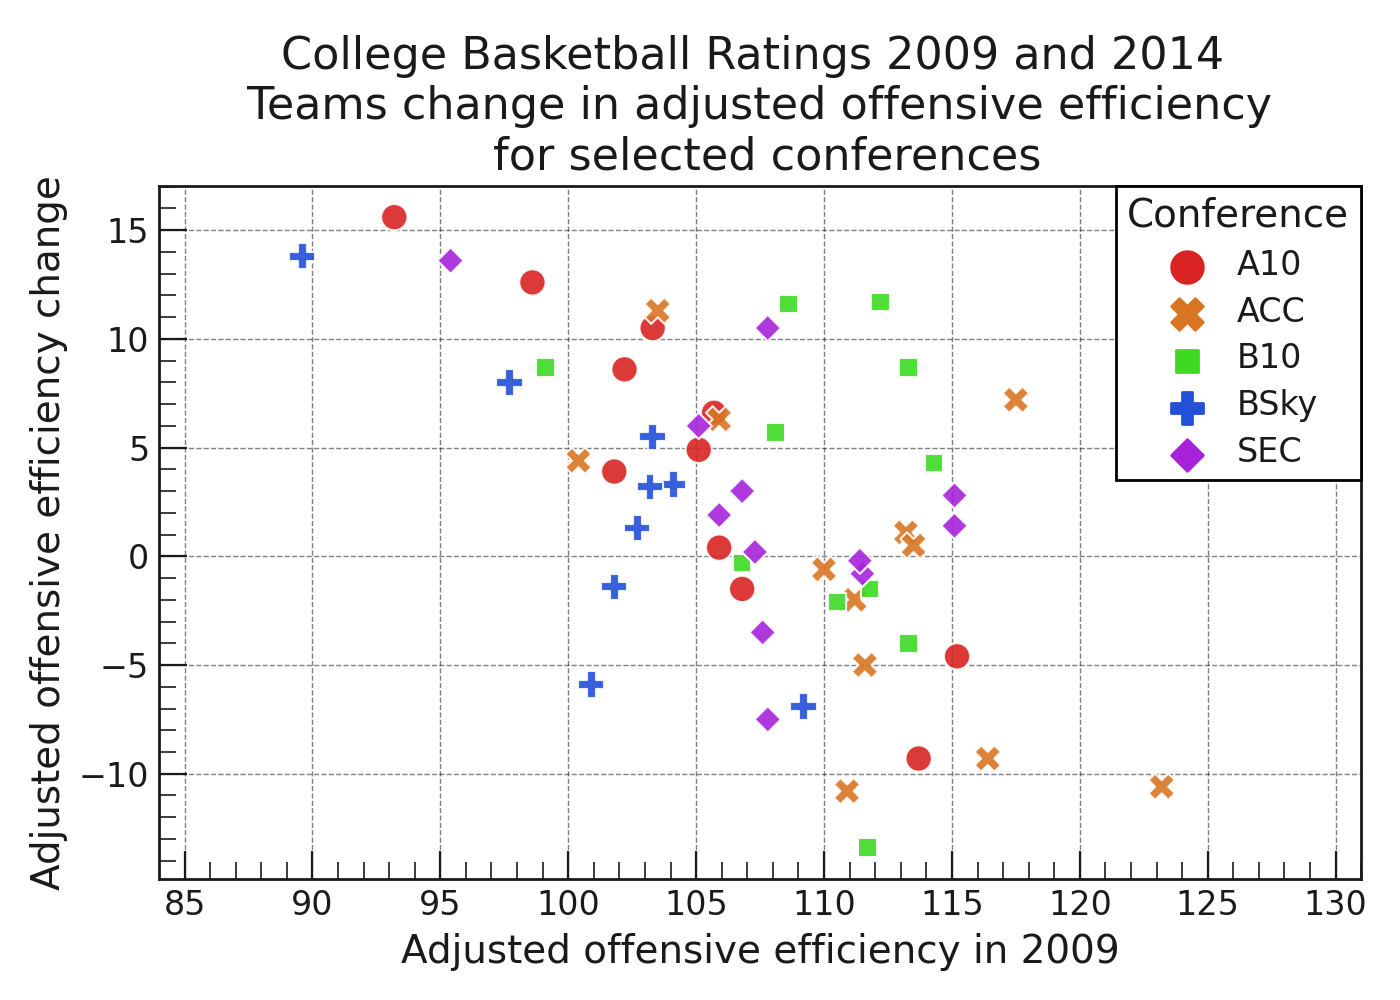 College Basketball Ratings 2009 and 2014
Teams change in adjusted offensive efficiency
for selected conferences
Adjusted offensive efficiency change
15
10
5
0
−5
−10
Conference
A10
ACC
B10
BSky
SEC
85 90 95 100 105 110 115 120 125 130
Adjusted offensive efficiency in 2009